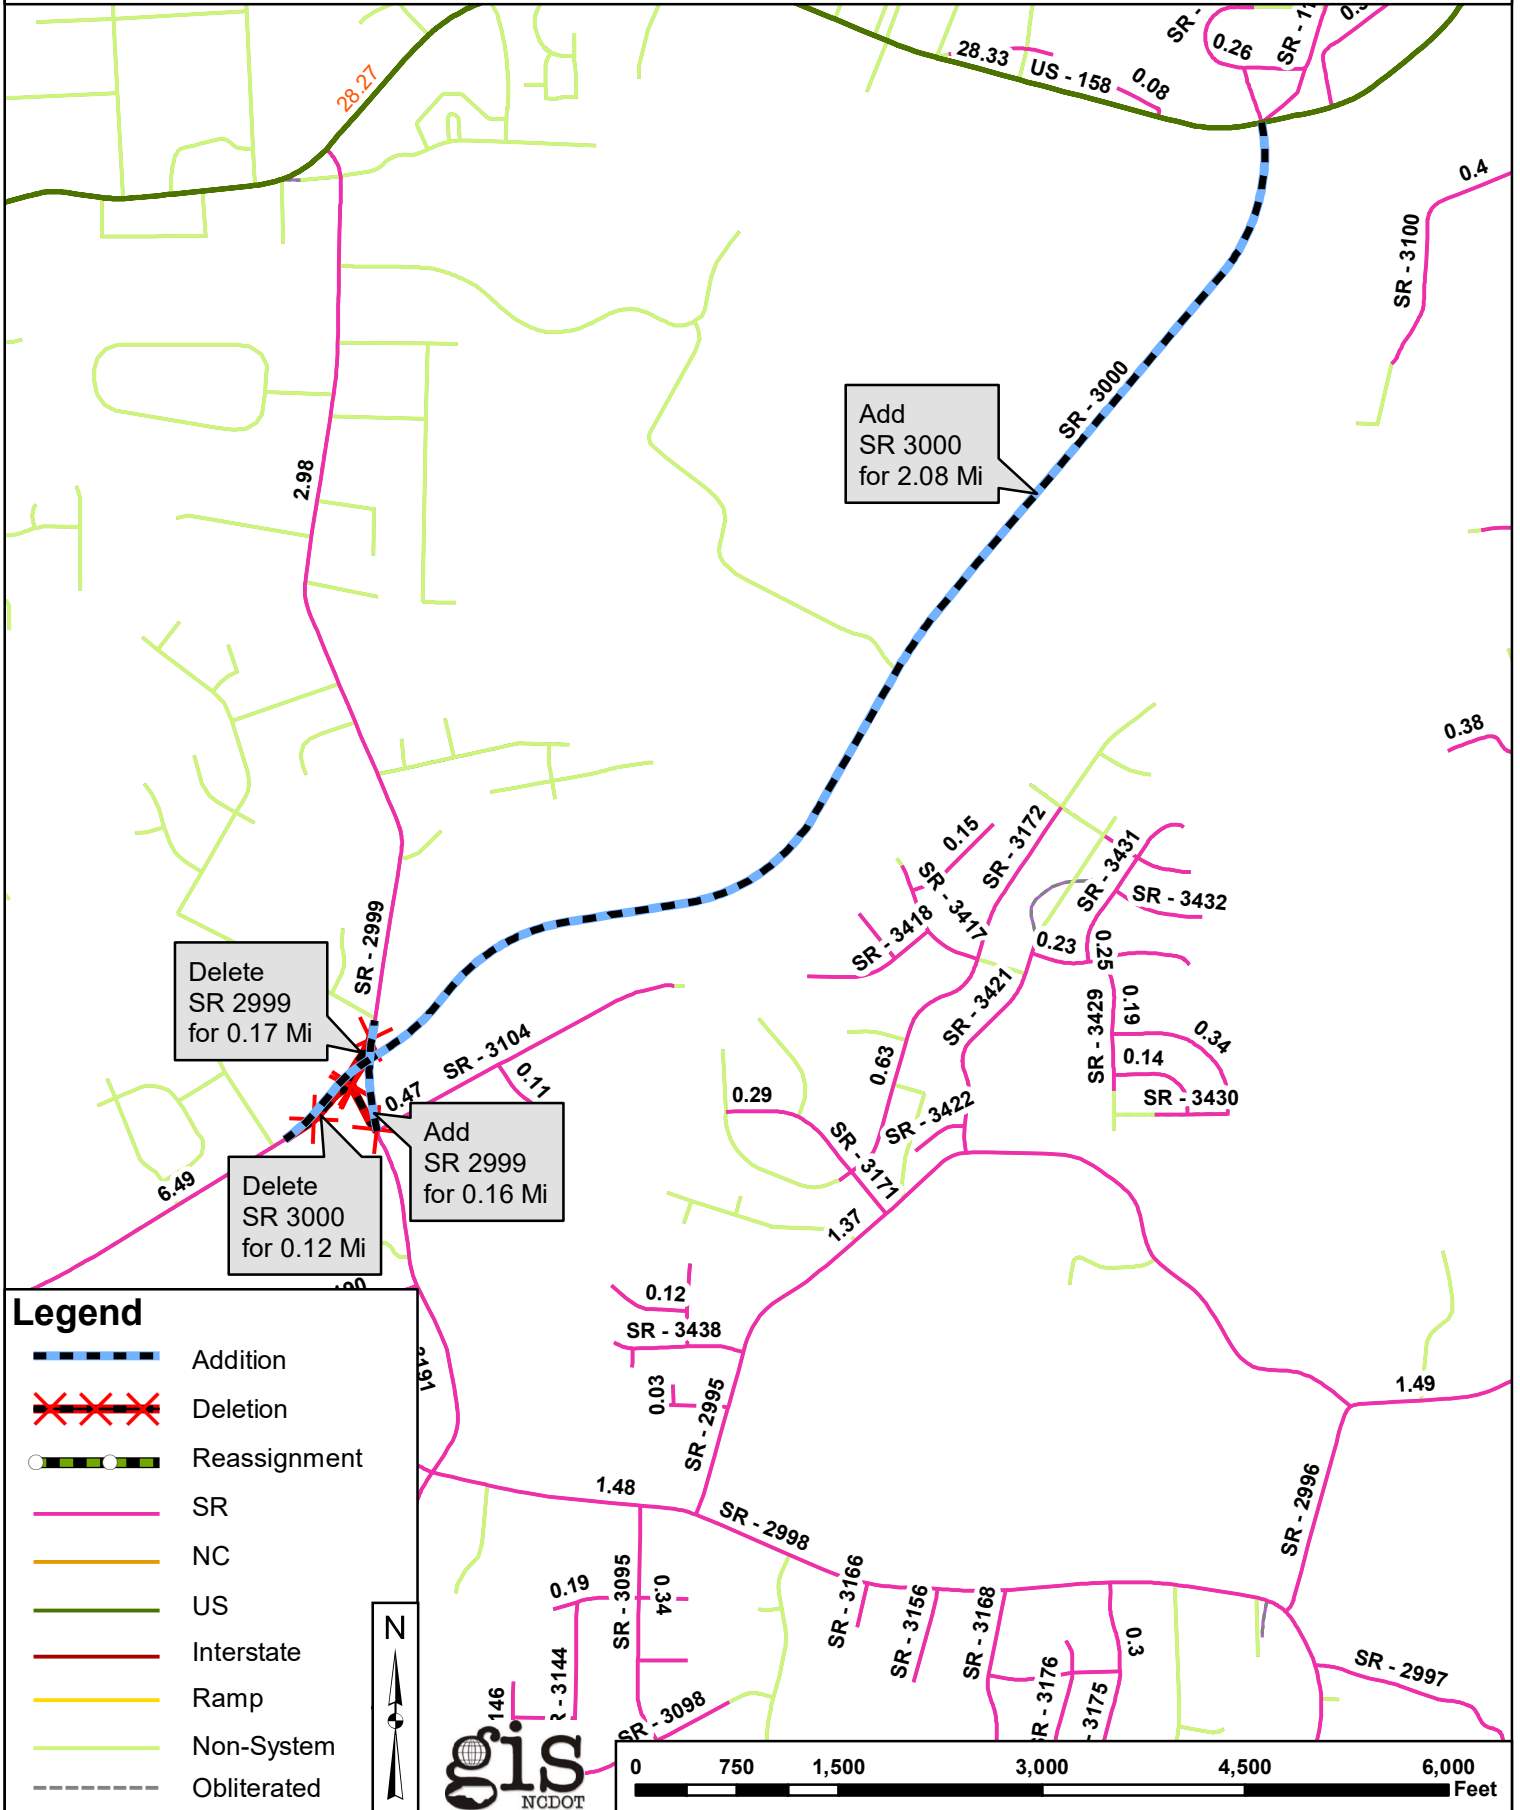 SR -
0.26
SR - 11
28.33
US - 158
0.08
28.27
0.4
SR - 3100
SR - 3000
Add
SR 3000
for 2.08 Mi
2.98
0.38
0.15
SR - 3172
SR - 3431
SR - 3417
SR - 3432
SR - 3418
0.23
0.25
SR - 2999
Delete
SR 2999
for 0.17 Mi
SR - 3421
SR - 3429
0.19
0.34
SR - 3104
0.63
0.14
0.11
0.47
0.29
SR - 3422
SR - 3430
Add
SR 2999
for 0.16 Mi
SR - 3171
6.49
Delete
SR 3000
for 0.12 Mi
1.37
0.12
SR - 3438
0.03
SR - 2995
1.49
1.48
SR - 2998
SR - 2996
0.19
SR - 3095
0.34
SR - 3166
SR - 3156
SR - 3168
0.3
R - 3144
146
SR - 3098
SR - 3176
- 3175
SR - 2997
Legend
Addition
Deletion
Reassignment
SR
NC
US
Interstate
Ramp
Non-System
Obliterated
N
gis
NCDOT
0 750 1,500 3,000 4,500 6,000
Feet